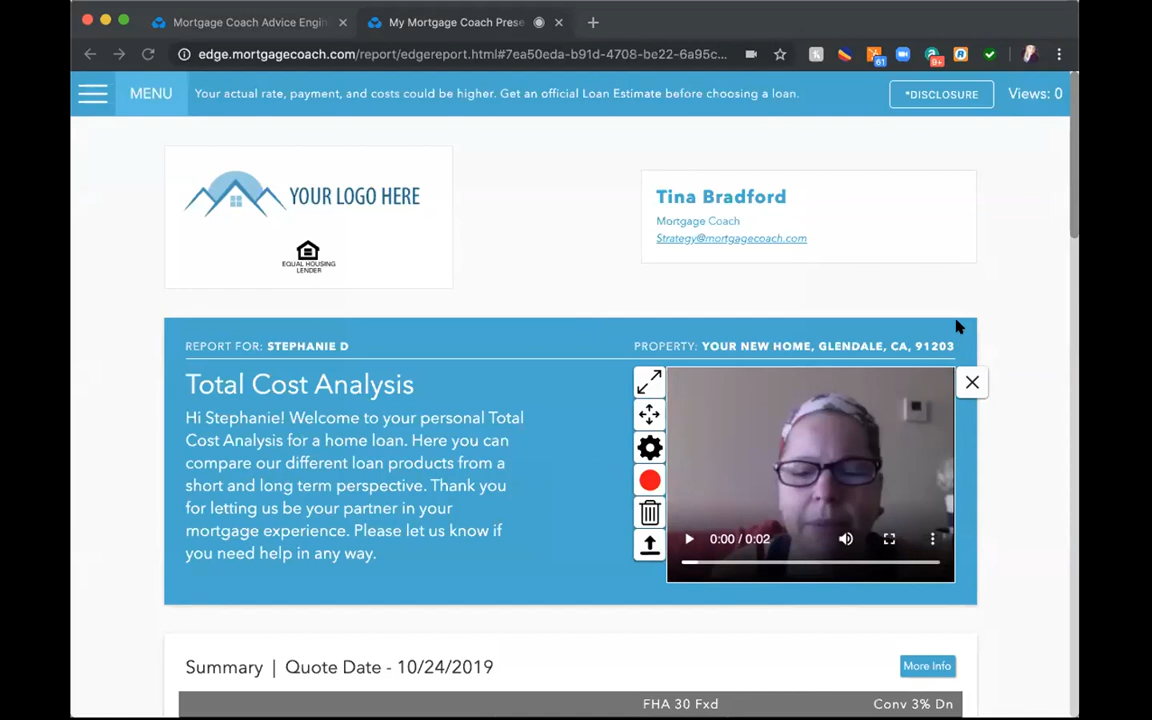 Mortgage Coach Advice Engin
My Mortgage Coach Prese
edge.mortgagecoach.com/report/edgereport.html#7ea50eda-b91d-4708-be22-6a95c...
61
9+
MENU
Your actual rate, payment, and costs could be higher. Get an official Loan Estimate before choosing a loan.
*DISCLOSURE
Views: 0
YOUR LOGO HERE
EQUAL HOUSING
LENDER
Tina Bradford
Mortgage Coach
Strategy@mortgagecoach.com
REPORT FOR: STEPHANIE D
PROPERTY: YOUR NEW HOME, GLENDALE, CA, 91203
Total Cost Analysis
Hi Stephanie! Welcome to your personal Total
Cost Analysis for a home loan. Here you can
compare our different loan products from a
short and long term perspective. Thank you
for letting us be your partner in your
mortgage experience. Please let us know if
you need help in any way.
0:00 / 0:02
Summary | Quote Date - 10/24/2019
More Info
FHA 30 Fxd
Conv 3% Dn